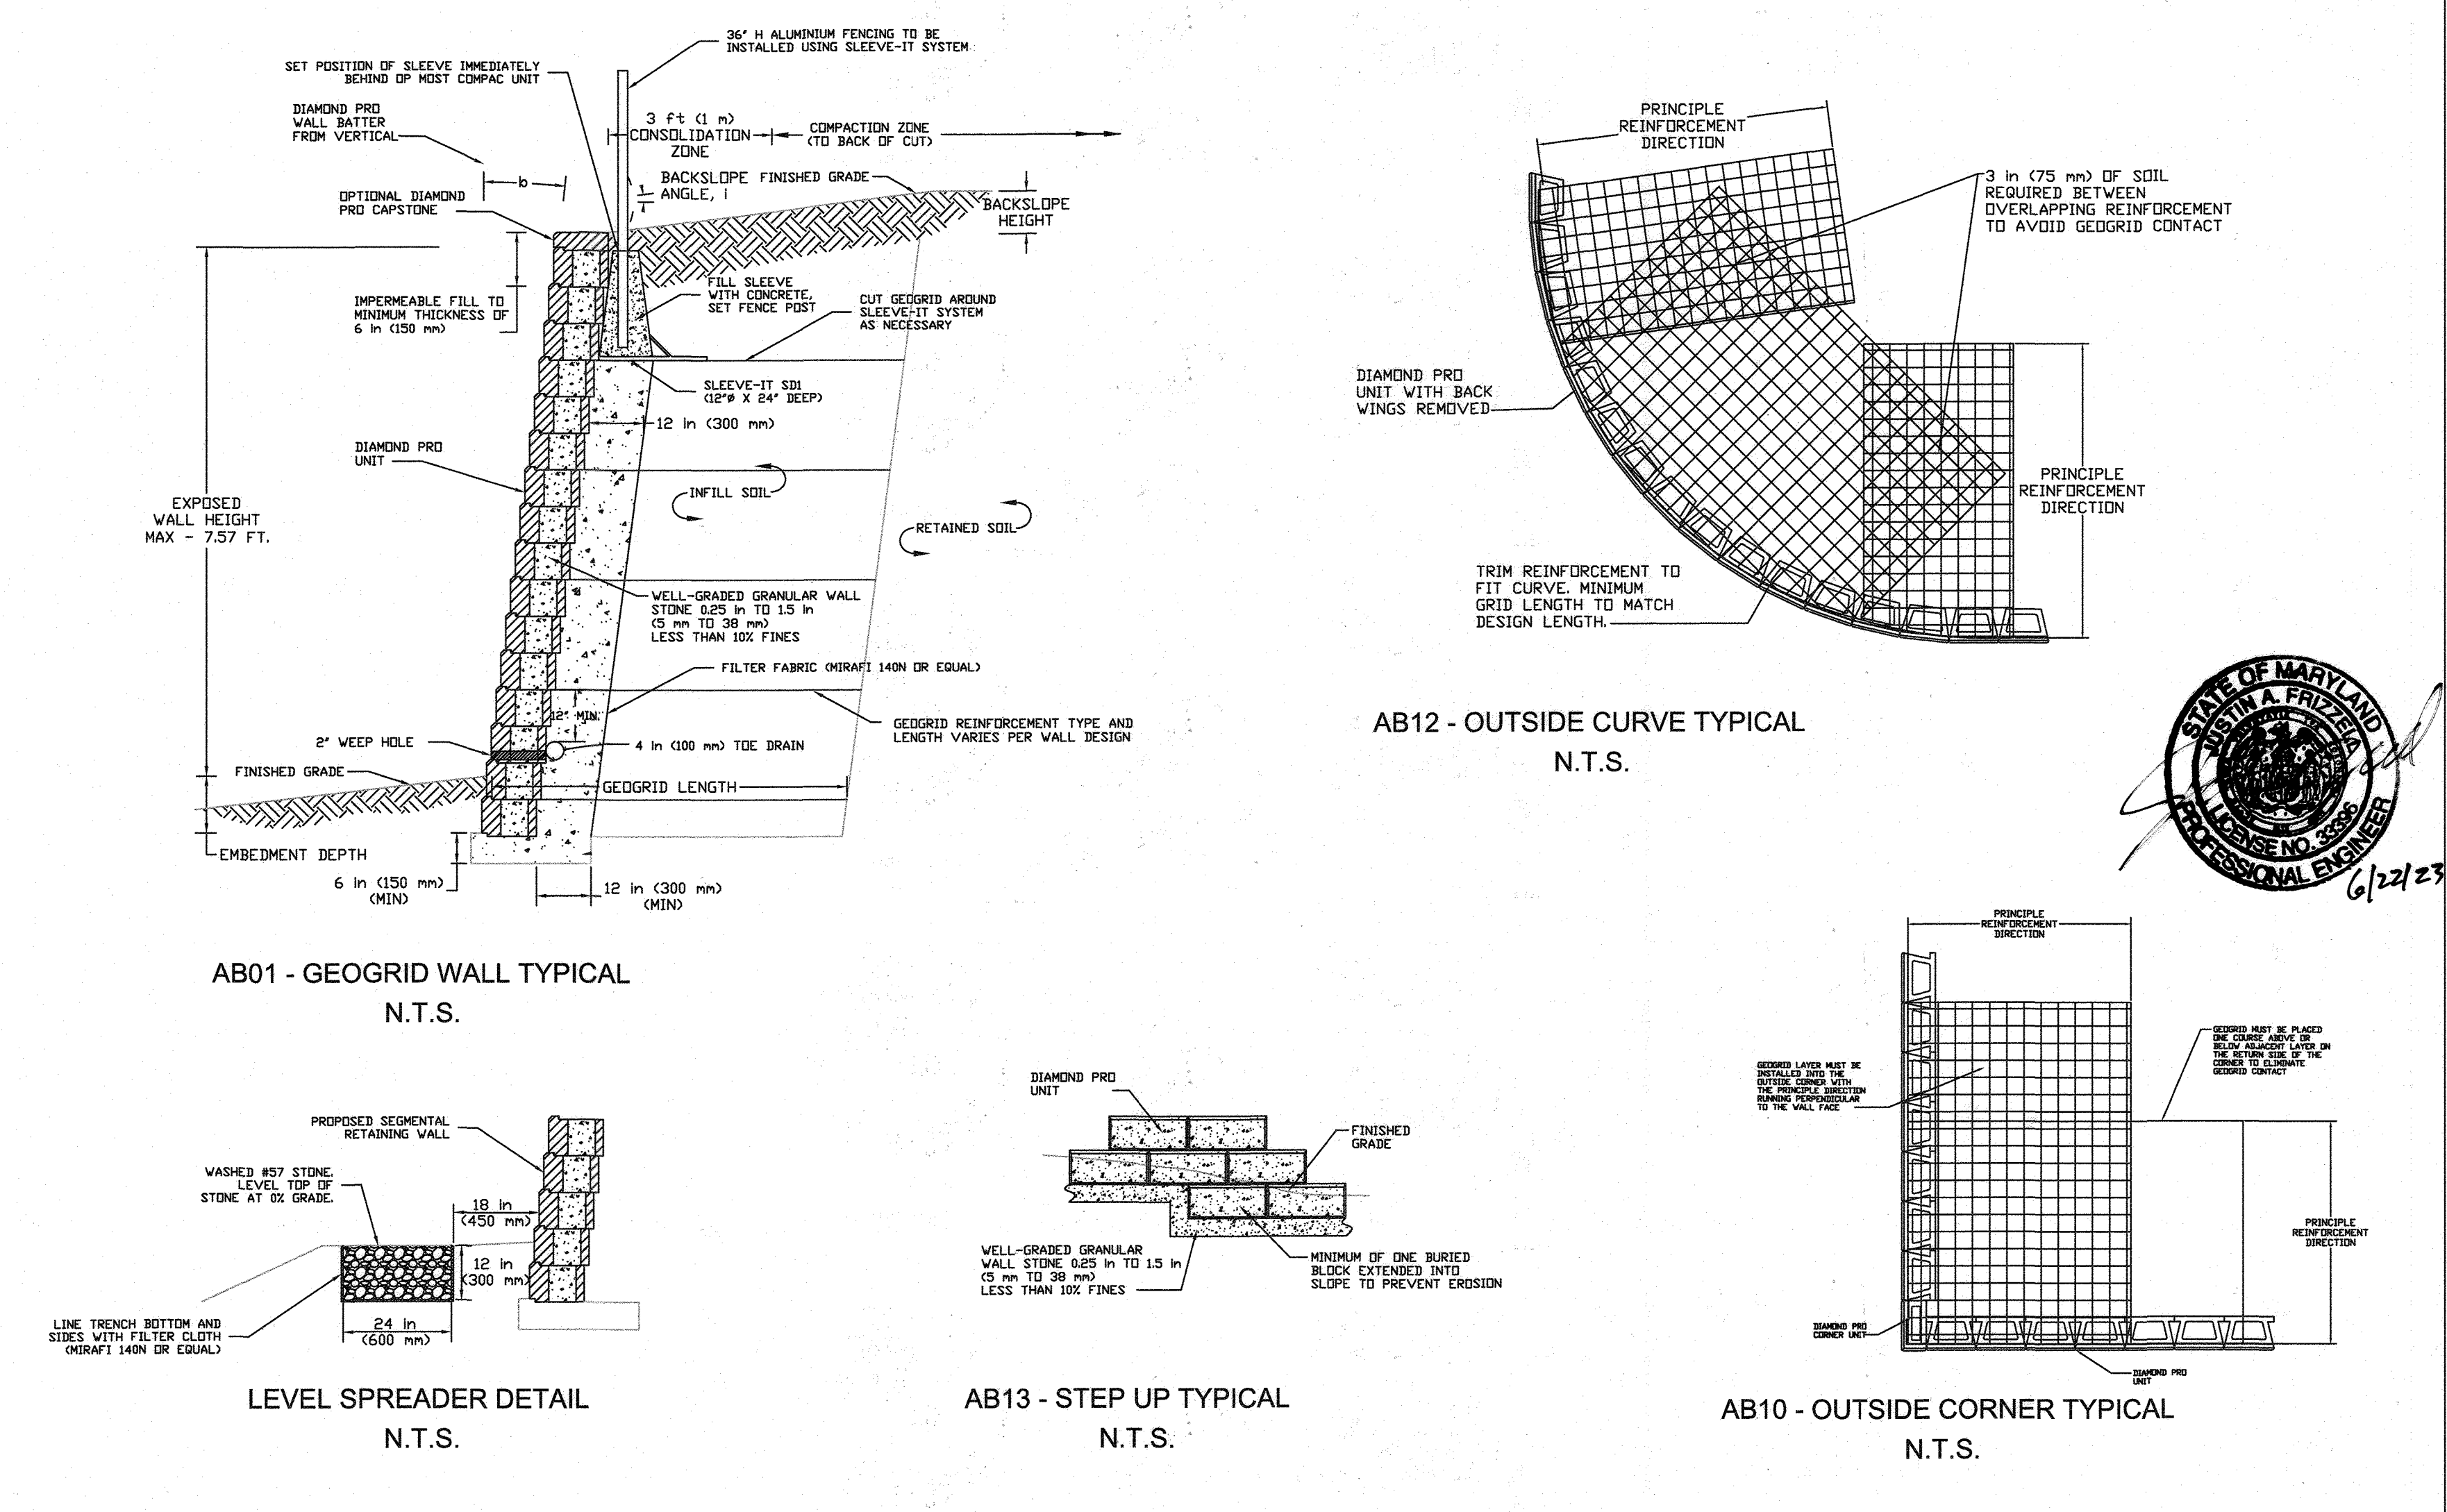 36" H ALUMINIUM FENCING TO BE
INSTALLED USING SLEEVE-IT SYSTEM
SET POSITION OF SLEEVE IMMEDIATELY
BEHIND OP MOST COMPAC UNIT
DIAMOND PRO
WALL BATTER
FROM VERTICAL
3 ft (1 m)
CONSOLIDATION
ZONE
COMPACTION ZONE
(TO BACK OF CUT)
b
BACKSLOPE
ANGLE, i
FINISHED GRADE
BACKSLOPE
HEIGHT
OPTIONAL DIAMOND
PRO CAPSTONE
IMPERMEABLE FILL TO
MINIMUM THICKNESS OF
6 in (150 mm)
FILL SLEEVE
WITH CONCRETE,
SET FENCE POST
CUT GEOGRID AROUND
SLEEVE-IT SYSTEM
AS NECESSARY
SLEEVE-IT SD1
(12"Ø X 24" DEEP)
12 in (300 mm)
DIAMOND PRO
UNIT
INFILL SOIL
RETAINED SOIL
EXPOSED
WALL HEIGHT
MAX - 7.57 FT.
WELL-GRADED GRANULAR WALL
STONE 0.25 in TO 1.5 in
(5 mm TO 38 mm)
LESS THAN 10% FINES
FILTER FABRIC (MIRAFI 140N OR EQUAL)
12" MIN.
GEOGRID REINFORCEMENT TYPE AND
LENGTH VARIES PER WALL DESIGN
2" WEEP HOLE
4 in (100 mm) TOE DRAIN
FINISHED GRADE
GEOGRID LENGTH
EMBEDMENT DEPTH
6 in (150 mm)
(MIN)
12 in (300 mm)
(MIN)
AB01 - GEOGRID WALL TYPICAL
N.T.S.
PRINCIPLE
REINFORCEMENT
DIRECTION
3 in (75 mm) OF SOIL
REQUIRED BETWEEN
OVERLAPPING REINFORCEMENT
TO AVOID GEOGRID CONTACT
DIAMOND PRO
UNIT WITH BACK
WINGS REMOVED
PRINCIPLE
REINFORCEMENT
DIRECTION
TRIM REINFORCEMENT TO
FIT CURVE. MINIMUM
GRID LENGTH TO MATCH
DESIGN LENGTH.
AB12 - OUTSIDE CURVE TYPICAL
N.T.S.
STATE OF MARYLAND
JUSTIN A. FRIZZELL
LICENSE NO. 33396
PROFESSIONAL ENGINEER
6/22/23
PROPOSED SEGMENTAL
RETAINING WALL
WASHED #57 STONE.
LEVEL TOP OF
STONE AT 0% GRADE.
18 in
(450 mm)
12 in
(300 mm)
24 in
(600 mm)
LINE TRENCH BOTTOM AND
SIDES WITH FILTER CLOTH
(MIRAFI 140N OR EQUAL)
LEVEL SPREADER DETAIL
N.T.S.
DIAMOND PRO
UNIT
FINISHED
GRADE
WELL-GRADED GRANULAR
WALL STONE 0.25 in TO 1.5 in
(5 mm TO 38 mm)
LESS THAN 10% FINES
MINIMUM OF ONE BURIED
BLOCK EXTENDED INTO
SLOPE TO PREVENT EROSION
AB13 - STEP UP TYPICAL
N.T.S.
PRINCIPLE
REINFORCEMENT
DIRECTION
GEOGRID MUST BE PLACED
ONE COURSE ABOVE OR
BELOW ADJACENT LAYER ON
THE RETURN SIDE OF THE
CORNER TO ELIMINATE
GEOGRID CONTACT
GEOGRID LAYER MUST BE
INSTALLED INTO THE
OUTSIDE CORNER WITH
THE PRINCIPLE DIRECTION
RUNNING PERPENDICULAR
TO THE WALL FACE
PRINCIPLE
REINFORCEMENT
DIRECTION
DIAMOND PRO
CORNER UNIT
DIAMOND PRO
UNIT
AB10 - OUTSIDE CORNER TYPICAL
N.T.S.